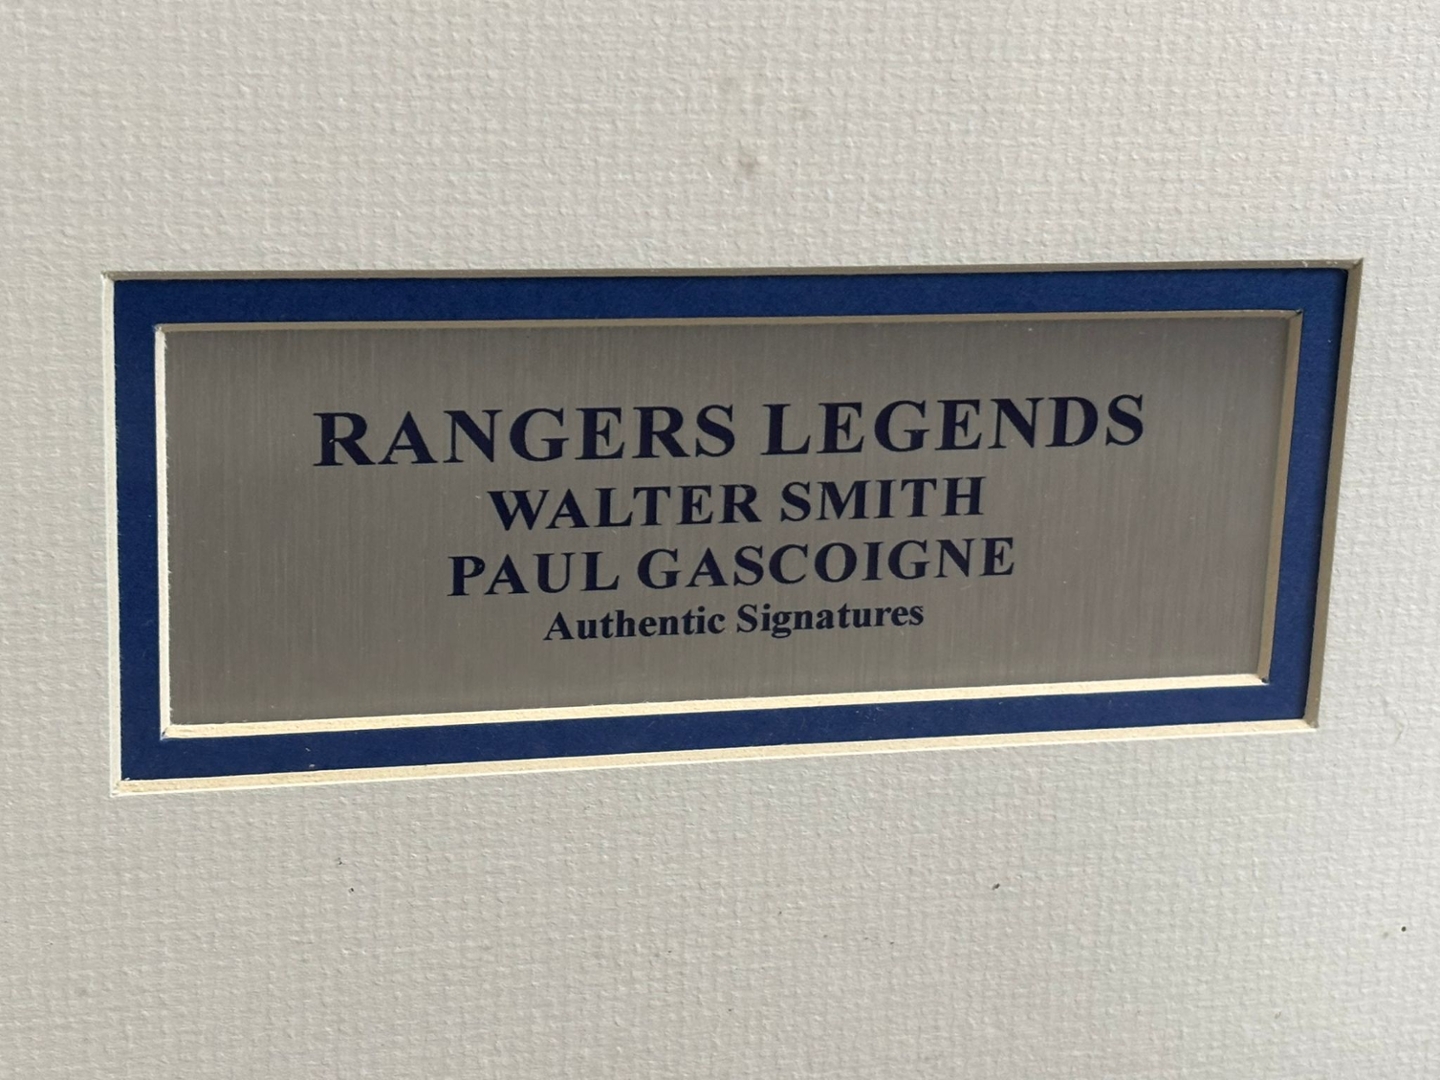 RANGERS LEGENDS
WALTER SMITH
PAUL GASCOIGNE
Authentic Signatures